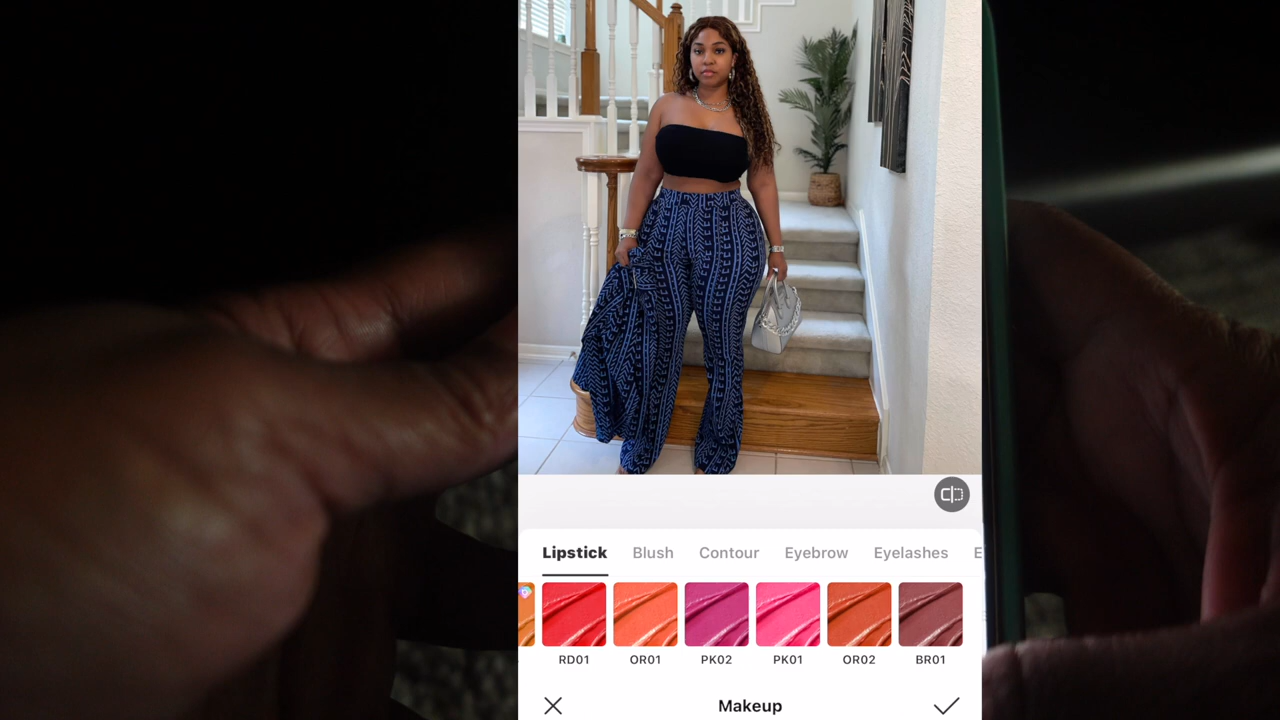 Lipstick Blush Contour Eyebrow Eyelashes E
RD01 OR01 PK02 PK01 OR02 BR01
Makeup